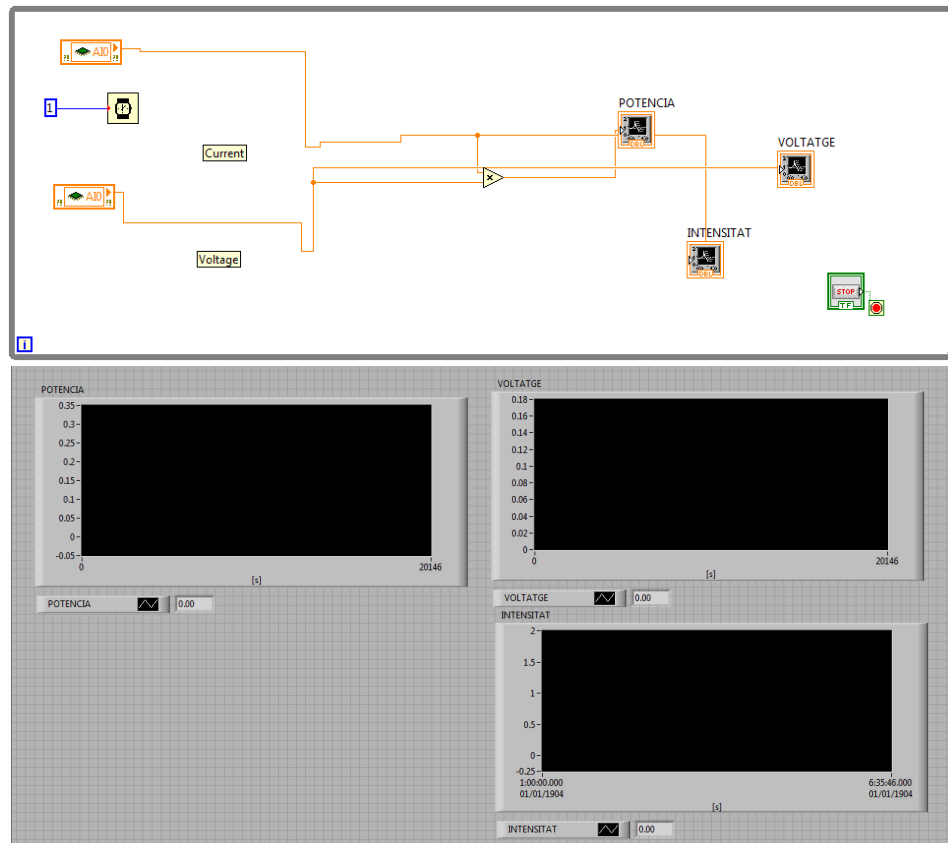 AI0
1
Current
POTENCIA
DBL
VOLTATGE
DBL
AI0
INTENSITAT
DBL
Voltage
STOP
TF
i
POTENCIA
0.35
0.3
0.25
0.2
0.15
0.1
0.05
0
-0.05
0
20146
[s]
POTENCIA
0.00
VOLTATGE
0.18
0.16
0.14
0.12
0.1
0.08
0.06
0.04
0.02
0
0
20146
[s]
VOLTATGE
0.00
INTENSITAT
2
1.5
1
0.5
0
-0.25
1:00:00.000
01/01/1904
6:35:46.000
01/01/1904
[s]
INTENSITAT
0.00